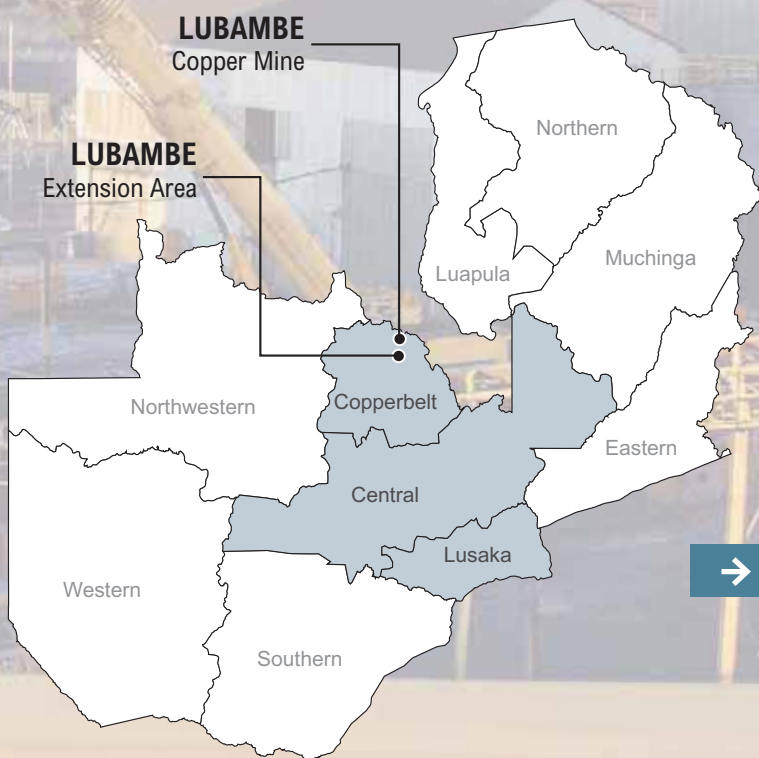 LUBAMBE
Copper Mine
LUBAMBE
Extension Area
Northern
Muchinga
Luapula
Copperbelt
Northwestern
Eastern
Central
Lusaka
Western
Southern